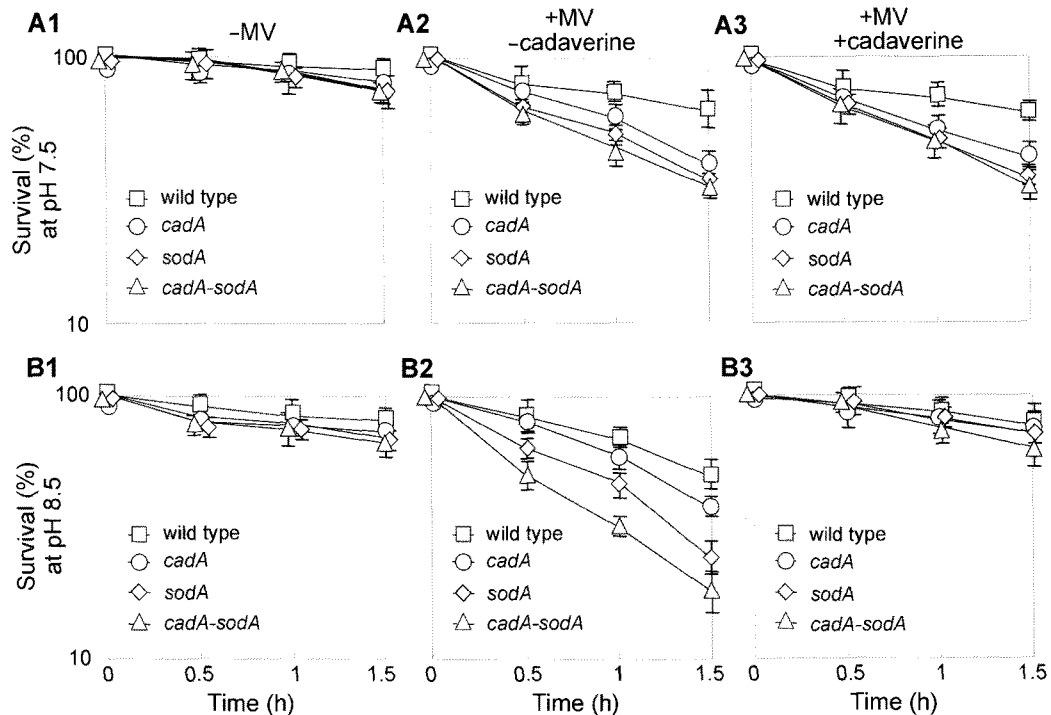 A1
–MV
A2
+MV
–cadaverine
A3
+MV
+cadaverine
100
10
Survival (%)
at pH 7.5
wild type
cadA
sodA
cadA-sodA
wild type
cadA
sodA
cadA-sodA
wild type
cadA
sodA
cadA-sodA
B1
B2
B3
100
10
Survival (%)
at pH 8.5
wild type
cadA
sodA
cadA-sodA
wild type
cadA
sodA
cadA-sodA
wild type
cadA
sodA
cadA-sodA
0 0.5 1 1.5
0 0.5 1 1.5
0 0.5 1 1.5
Time (h)
Time (h)
Time (h)